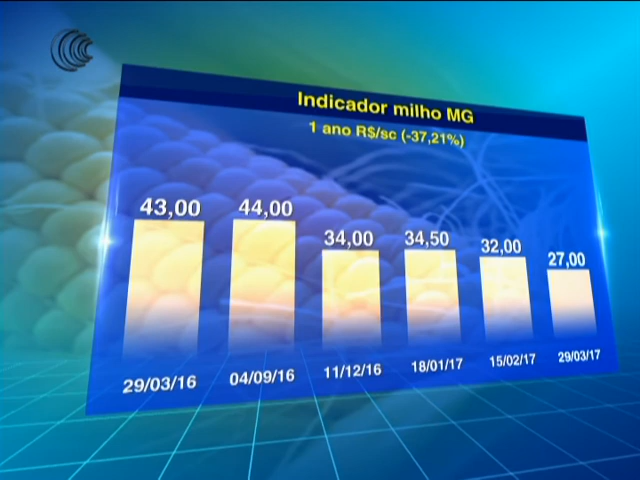 Indicador milho MG
1 ano R$/sc (-37,21%)
43,00 44,00 34,00 34,50 32,00 27,00
29/03/16 04/09/16 11/12/16 18/01/17 15/02/17 29/03/17